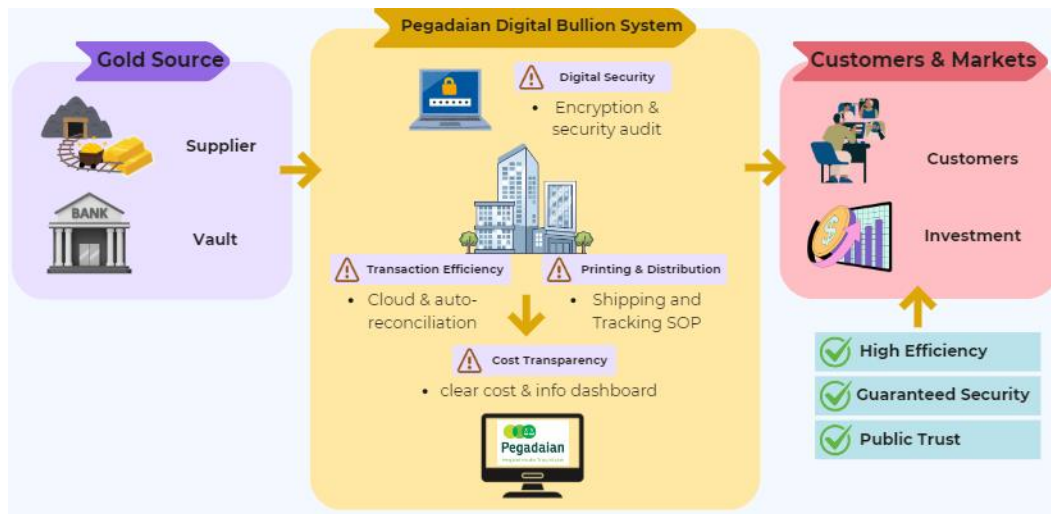 Gold Source
Supplier
BANK
Vault
Pegadaian Digital Bullion System
Digital Security
• Encryption &
security audit
Transaction Efficiency
• Cloud & auto-
reconciliation
Printing & Distribution
• Shipping and
Tracking SOP
Cost Transparency
• clear cost & info dashboard
Pegadaian
Customers & Markets
Customers
Investment
High Efficiency
Guaranteed Security
Public Trust